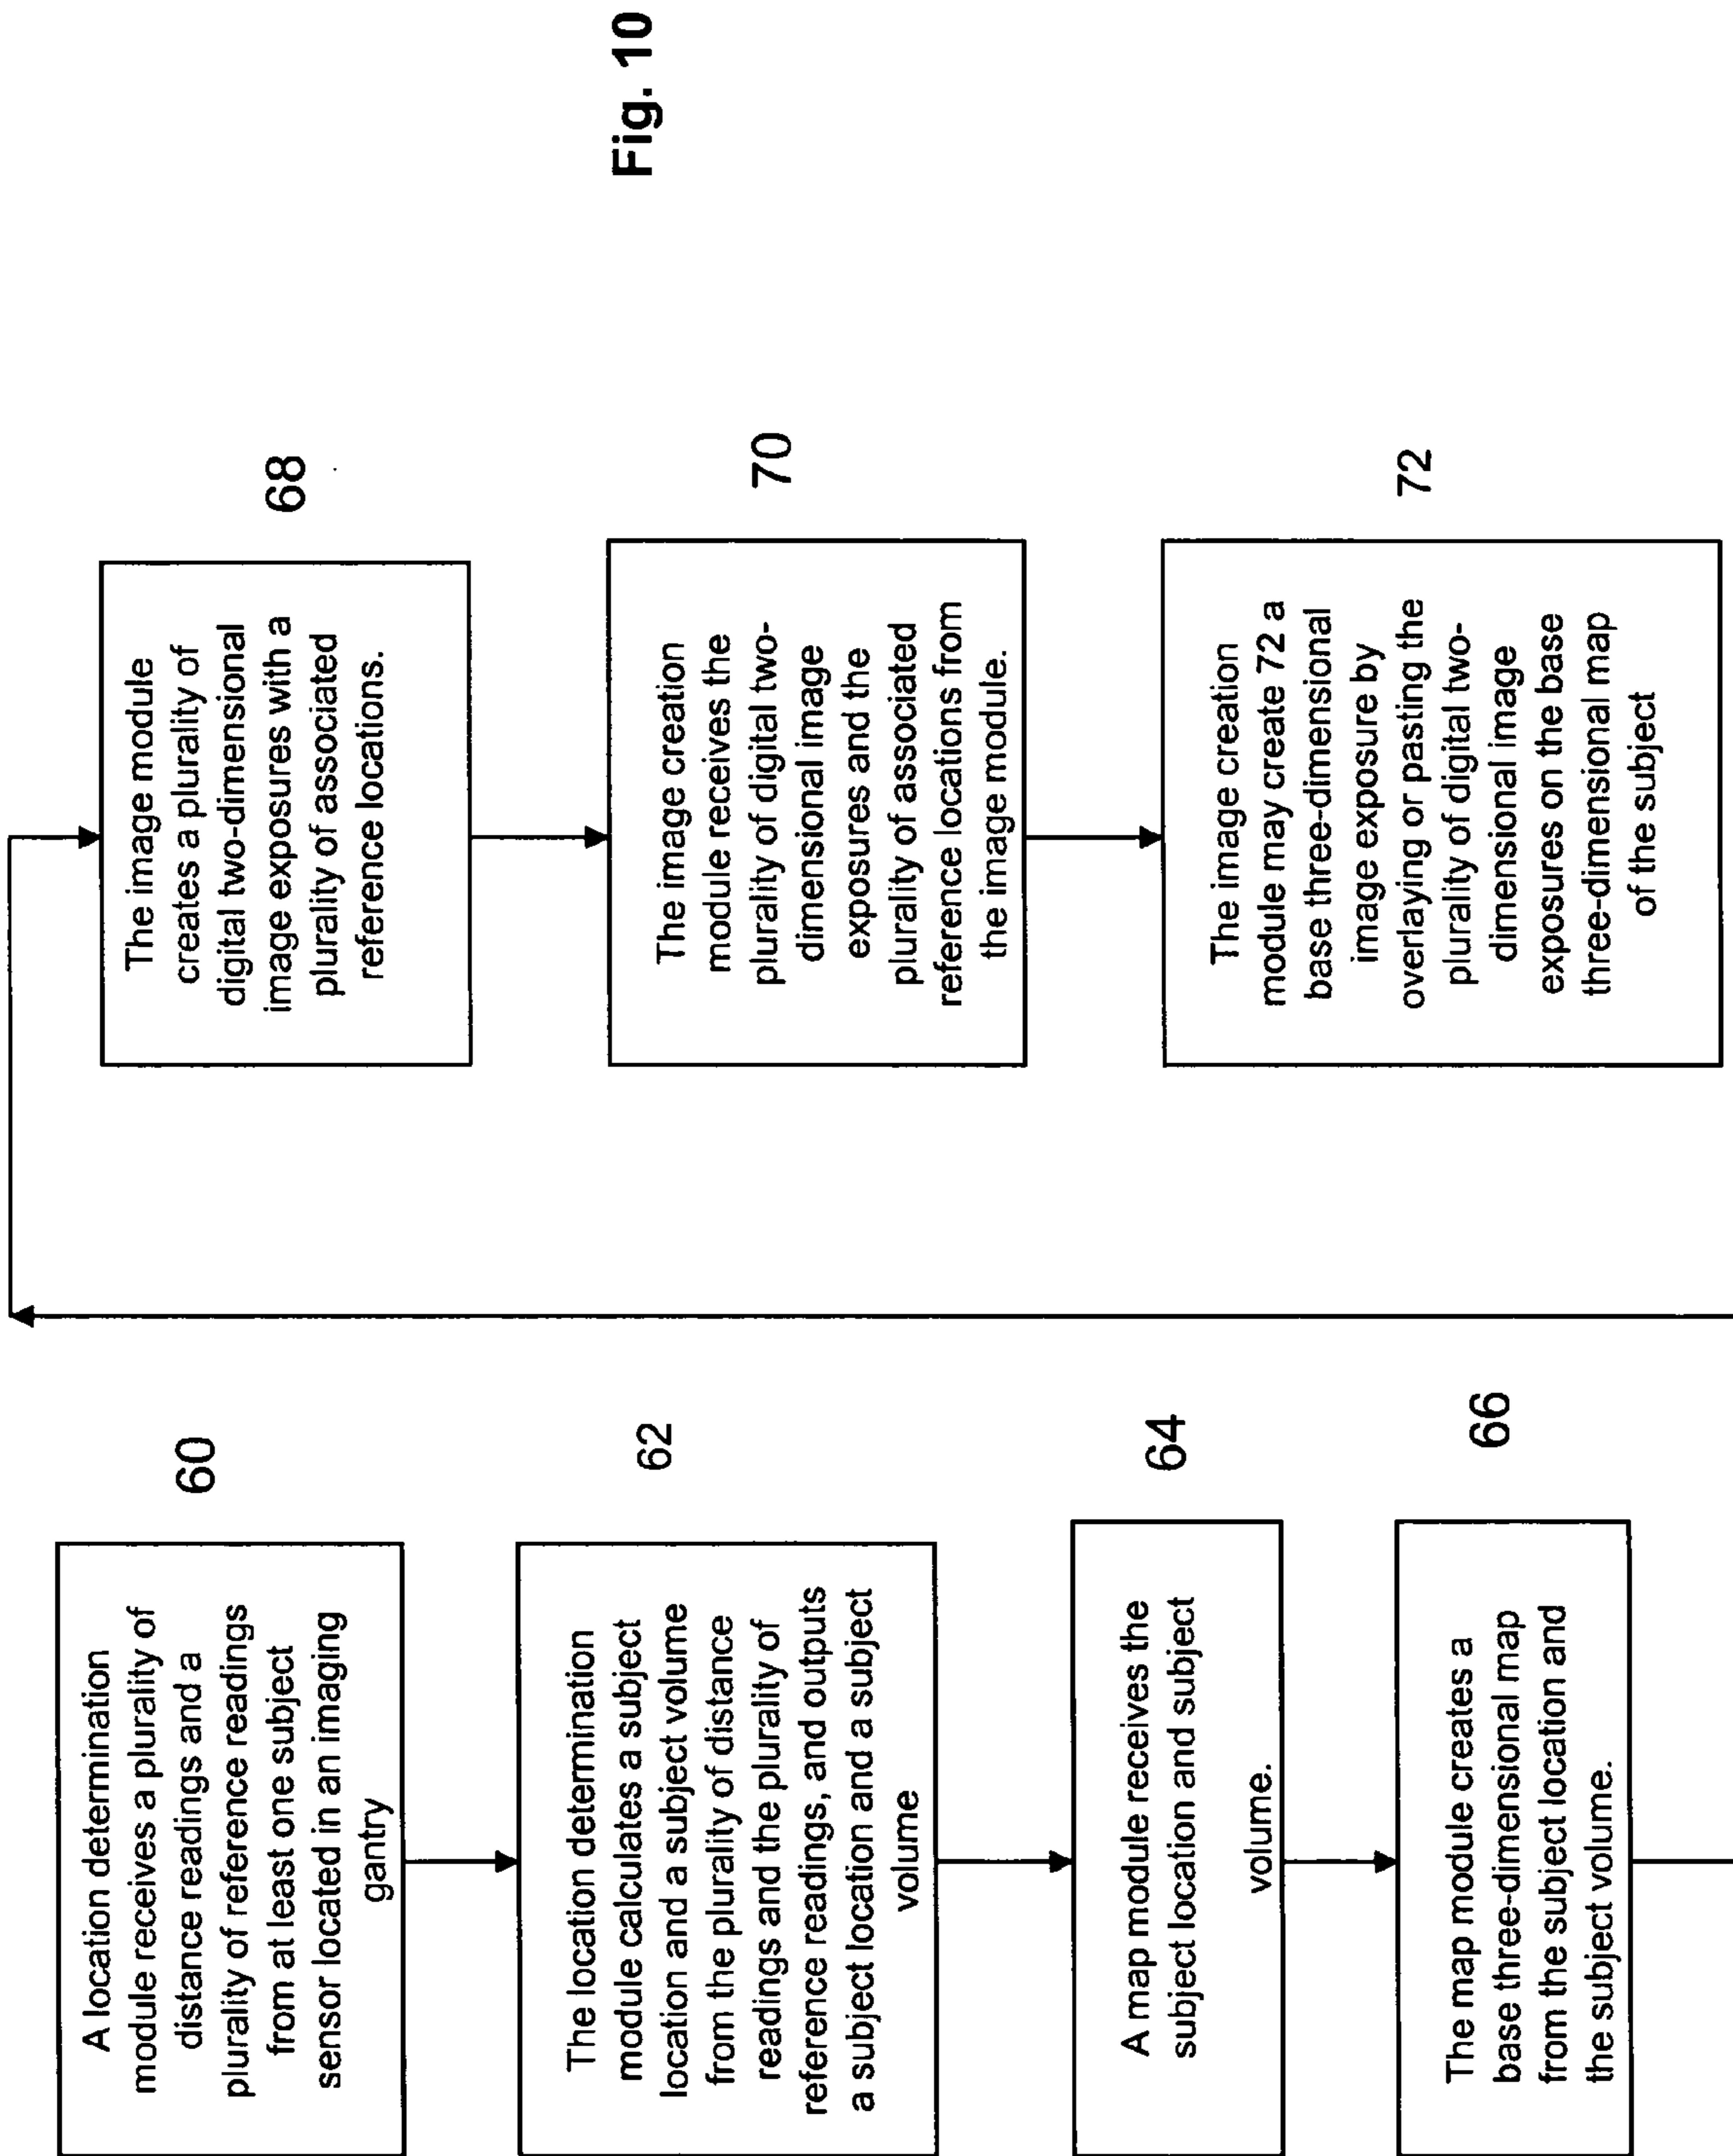 A location determination
module receives a plurality of
distance readings and a
plurality of reference readings
from at least one subject
sensor located in an imaging
gantry
60
The location determination
module calculates a subject
location and a subject volume
from the plurality of distance
readings and the plurality of
reference readings, and outputs
a subject location and a subject
volume
62
A map module receives the
subject location and subject
volume.
64
The map module creates a
base three-dimensional map
from the subject location and
the subject volume.
66
The image module
creates a plurality of
digital two-dimensional
image exposures with a
plurality of associated
reference locations.
68
The image creation
module receives the
plurality of digital two-
dimensional image
exposures and the
plurality of associated
reference locations from
the image module.
70
The image creation
module may create 72 a
base three-dimensional
image exposure by
overlaying or pasting the
plurality of digital two-
dimensional image
exposures on the base
three-dimensional map
of the subject
72
Fig. 10